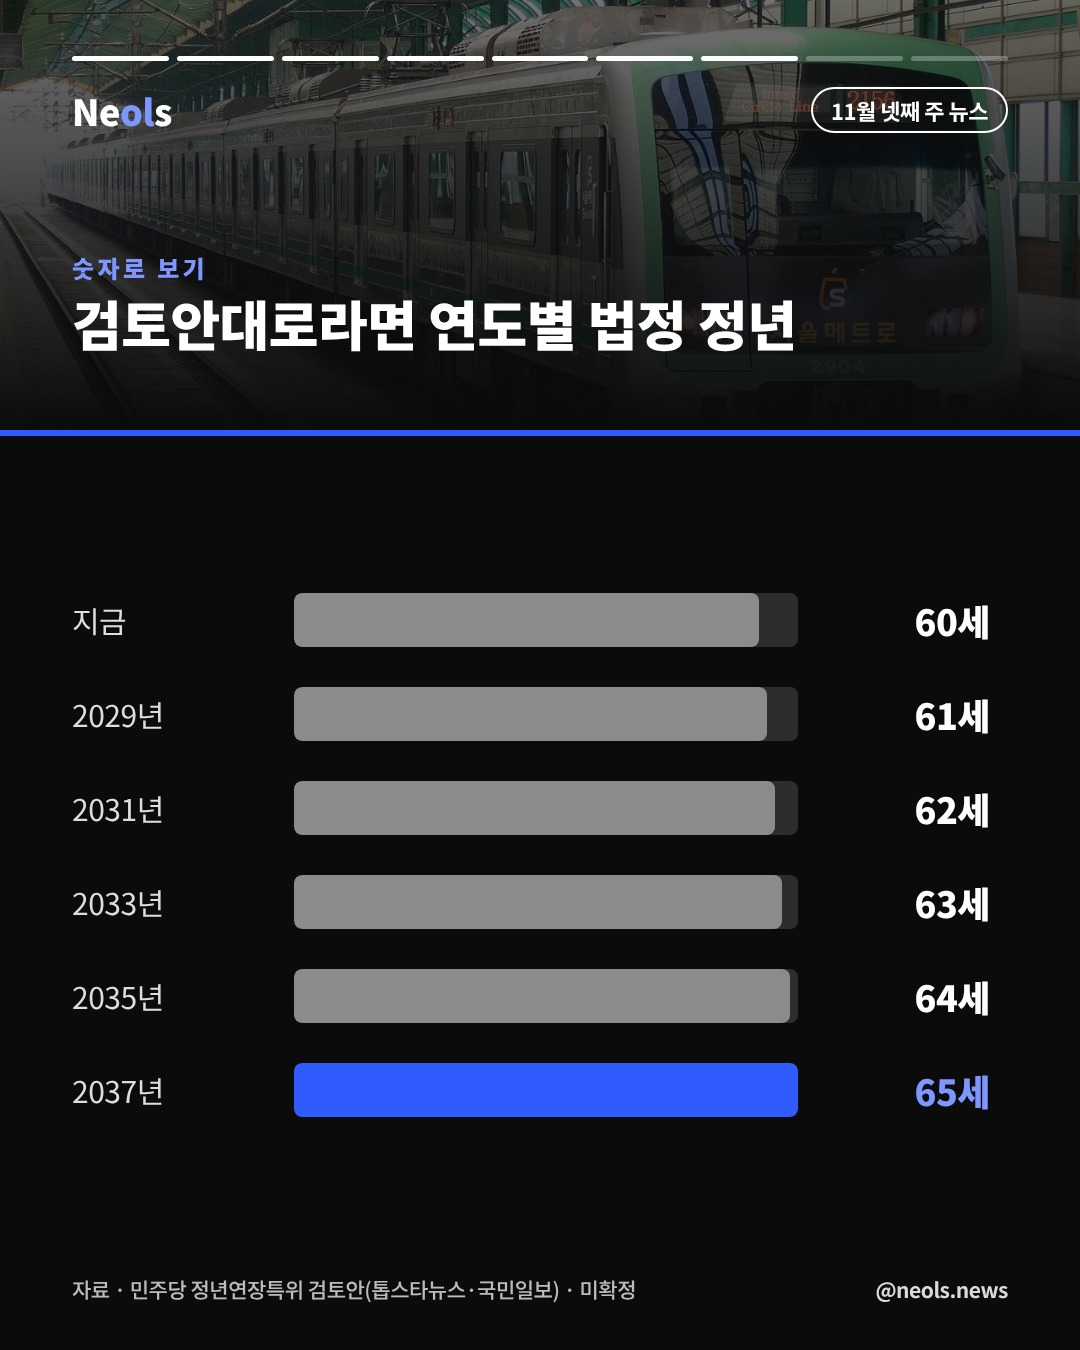 Neols
11월 넷째 주 뉴스
숫자로 보기
검토안대로라면 연도별 법정 정년
울메트로
2904
지금 60세
2029년 61세
2031년 62세
2033년 63세
2035년 64세
2037년 65세
자료 · 민주당 정년연장특위 검토안(톱스타뉴스·국민일보) · 미확정
@neols.news